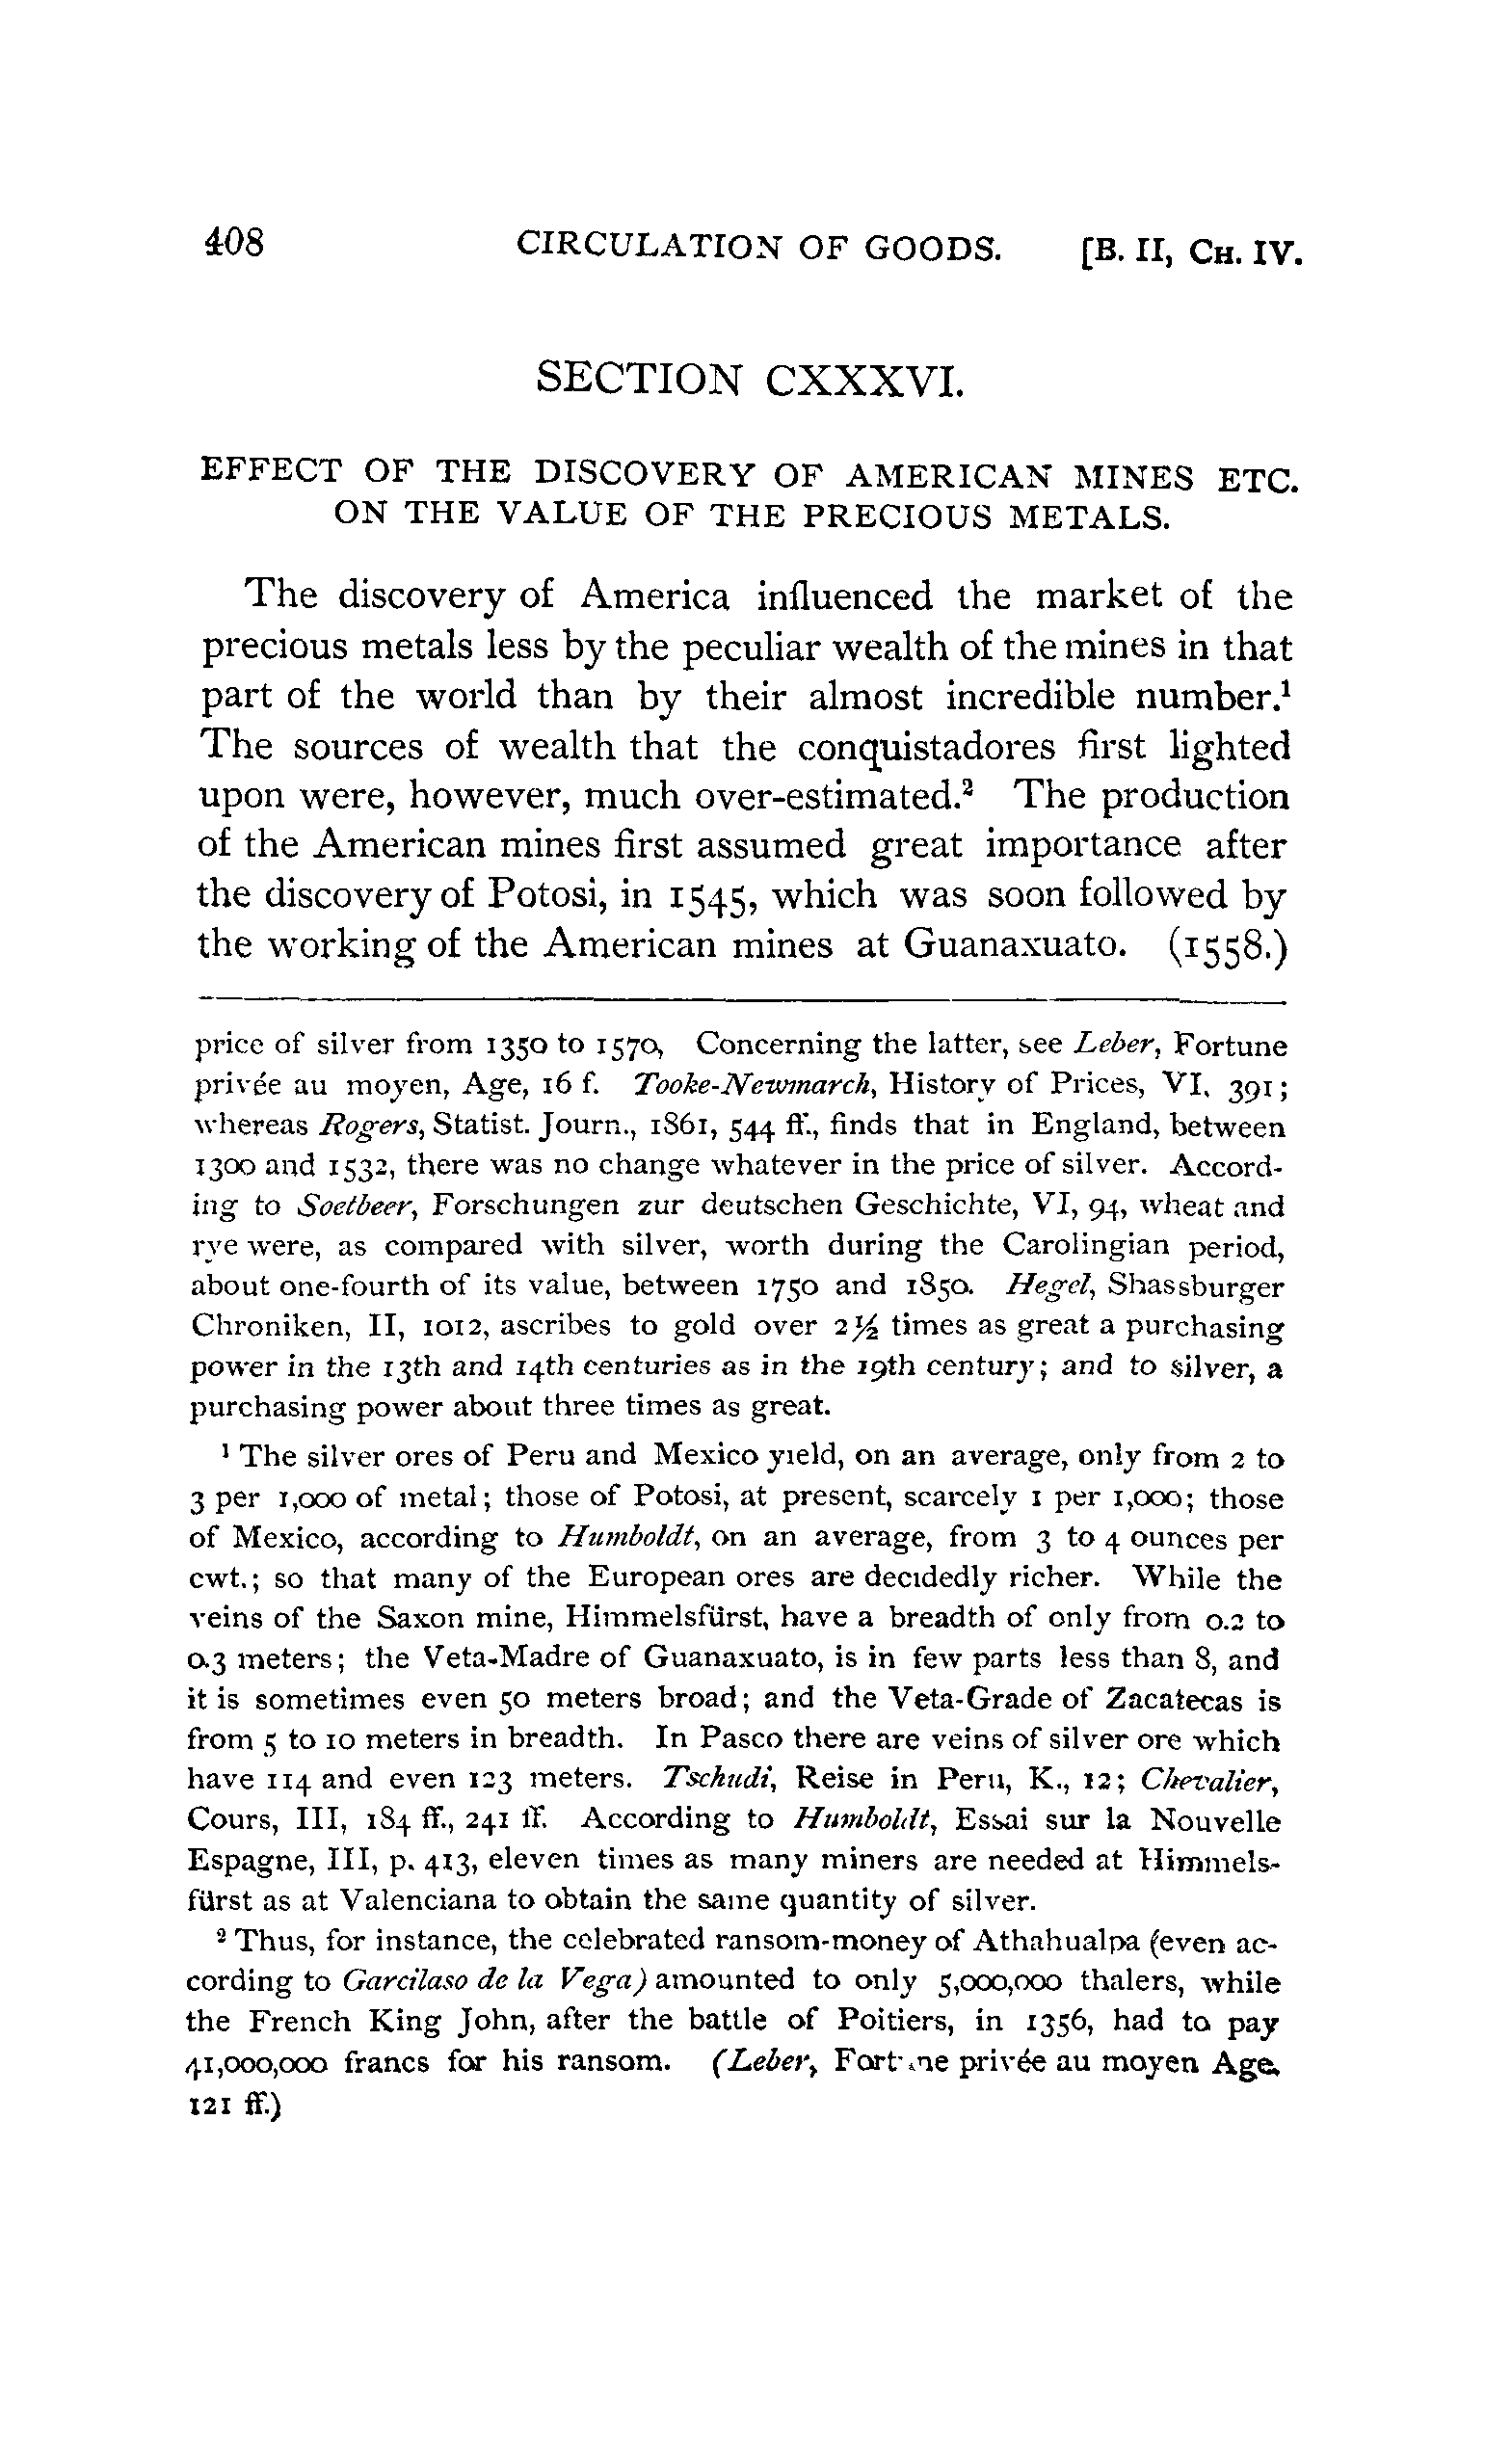 408 CIRCULATION OF GOODS. [B. II, CH. IV.
SECTION CXXXVI.
EFFECT OF THE DISCOVERY OF AMERICAN MINES ETC.
ON THE VALUE OF THE PRECIOUS METALS.
The discovery of America influenced the market of the
precious metals less by the peculiar wealth of the mines in that
part of the world than by their almost incredible number.¹
The sources of wealth that the conquistadores first lighted
upon were, however, much over-estimated.² The production
of the American mines first assumed great importance after
the discovery of Potosi, in 1545, which was soon followed by
the working of the American mines at Guanaxuato. (1558.)
price of silver from 1350 to 1570, Concerning the latter, see Leber, Fortune
privée au moyen, Age, 16 f. Tooke-Newmarch, History of Prices, VI, 391;
whereas Rogers, Statist. Journ., 1861, 544 ff., finds that in England, between
1300 and 1532, there was no change whatever in the price of silver. Accord-
ing to Soetbeer, Forschungen zur deutschen Geschichte, VI, 94, wheat and
rye were, as compared with silver, worth during the Carolingian period,
about one-fourth of its value, between 1750 and 1850. Hegel, Shassburger
Chroniken, II, 1012, ascribes to gold over 2½ times as great a purchasing
power in the 13th and 14th centuries as in the 19th century; and to silver, a
purchasing power about three times as great.
¹ The silver ores of Peru and Mexico yield, on an average, only from 2 to
3 per 1,000 of metal; those of Potosi, at present, scarcely 1 per 1,000; those
of Mexico, according to Humboldt, on an average, from 3 to 4 ounces per
cwt.; so that many of the European ores are decidedly richer. While the
veins of the Saxon mine, Himmelsfürst, have a breadth of only from 0.2 to
0.3 meters; the Veta-Madre of Guanaxuato, is in few parts less than 8, and
it is sometimes even 50 meters broad; and the Veta-Grade of Zacatecas is
from 5 to 10 meters in breadth. In Pasco there are veins of silver ore which
have 114 and even 123 meters. Tschudi, Reise in Peru, K., 12; Chevalier,
Cours, III, 184 ff., 241 ff. According to Humboldt, Essai sur la Nouvelle
Espagne, III, p. 413, eleven times as many miners are needed at Himmels-
fürst as at Valenciana to obtain the same quantity of silver.
² Thus, for instance, the celebrated ransom-money of Athahualpa (even ac-
cording to Garcilaso de la Vega) amounted to only 5,000,000 thalers, while
the French King John, after the battle of Poitiers, in 1356, had to pay
41,000,000 francs for his ransom. (Leber, Fortune privée au moyen Age,
121 ff.)